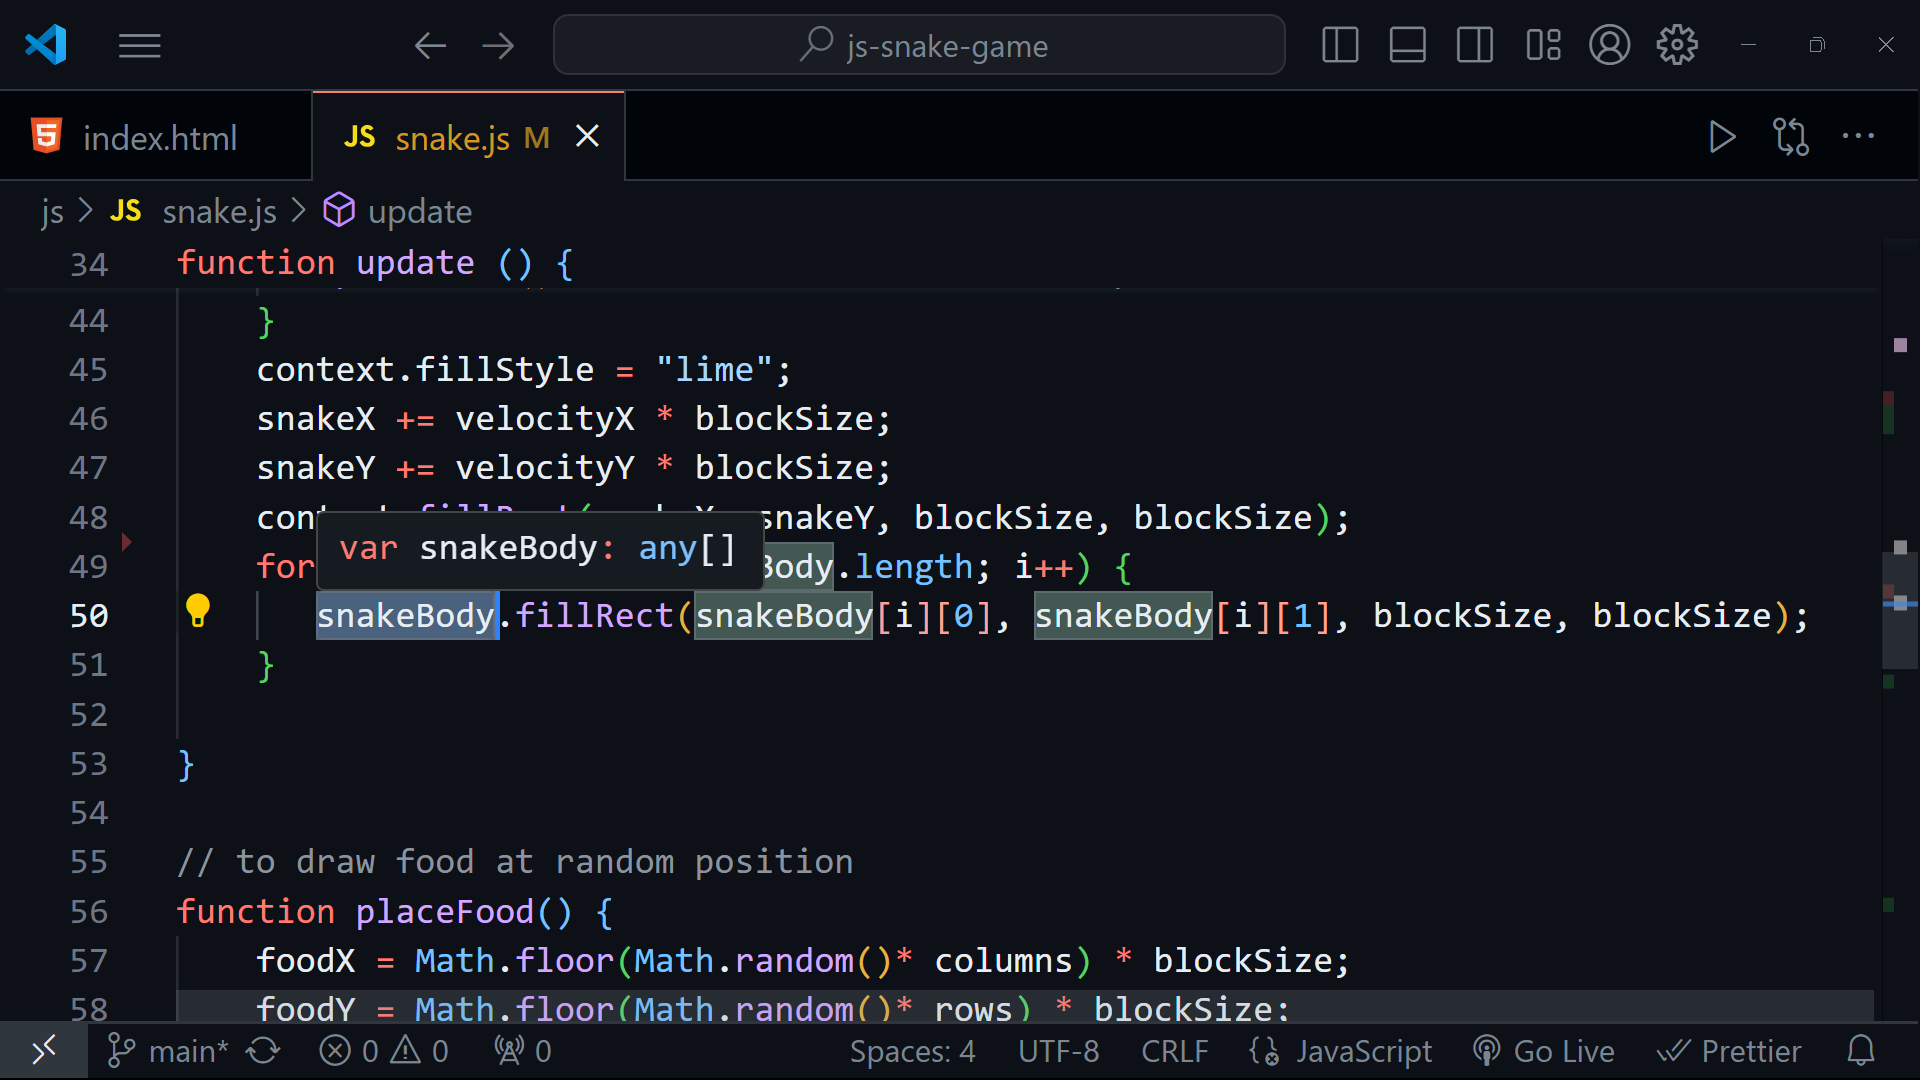 js-snake-game
index.html
JS snake.js M
js > JS snake.js > update
34 function update () {
44 }
45 context.fillStyle = "lime";
46 snakeX += velocityX * blockSize;
47 snakeY += velocityY * blockSize;
48 snakeY, blockSize, blockSize);
var snakeBody: any[]
49 for Body.length; i++) {
50 snakeBody.fillRect(snakeBody[i][0], snakeBody[i][1], blockSize, blockSize);
51 }
52
53 }
54
55 // to draw food at random position
56 function placeFood() {
57 foodX = Math.floor(Math.random()* columns) * blockSize;
58 foodY = Math.floor(Math.random()* rows) * blockSize;
main* 0 0 0 Spaces: 4 UTF-8 CRLF JavaScript Go Live Prettier